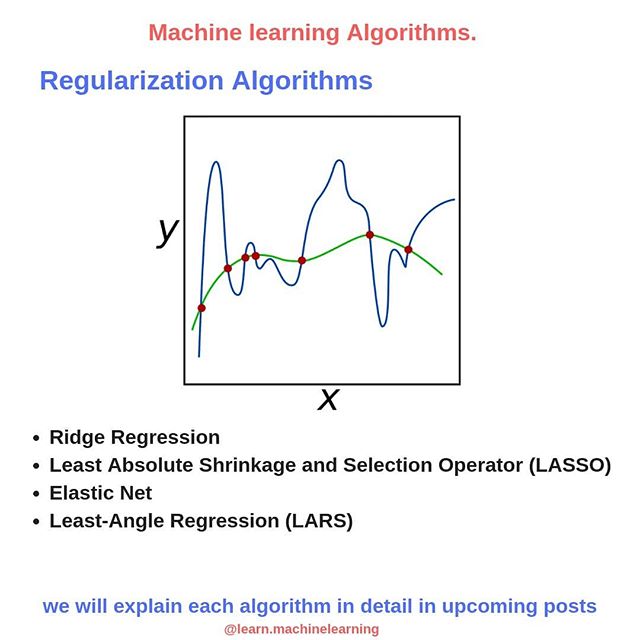 Machine learning Algorithms.
Regularization Algorithms
y
x
• Ridge Regression
• Least Absolute Shrinkage and Selection Operator (LASSO)
• Elastic Net
• Least-Angle Regression (LARS)
we will explain each algorithm in detail in upcoming posts
@learn.machinelearning